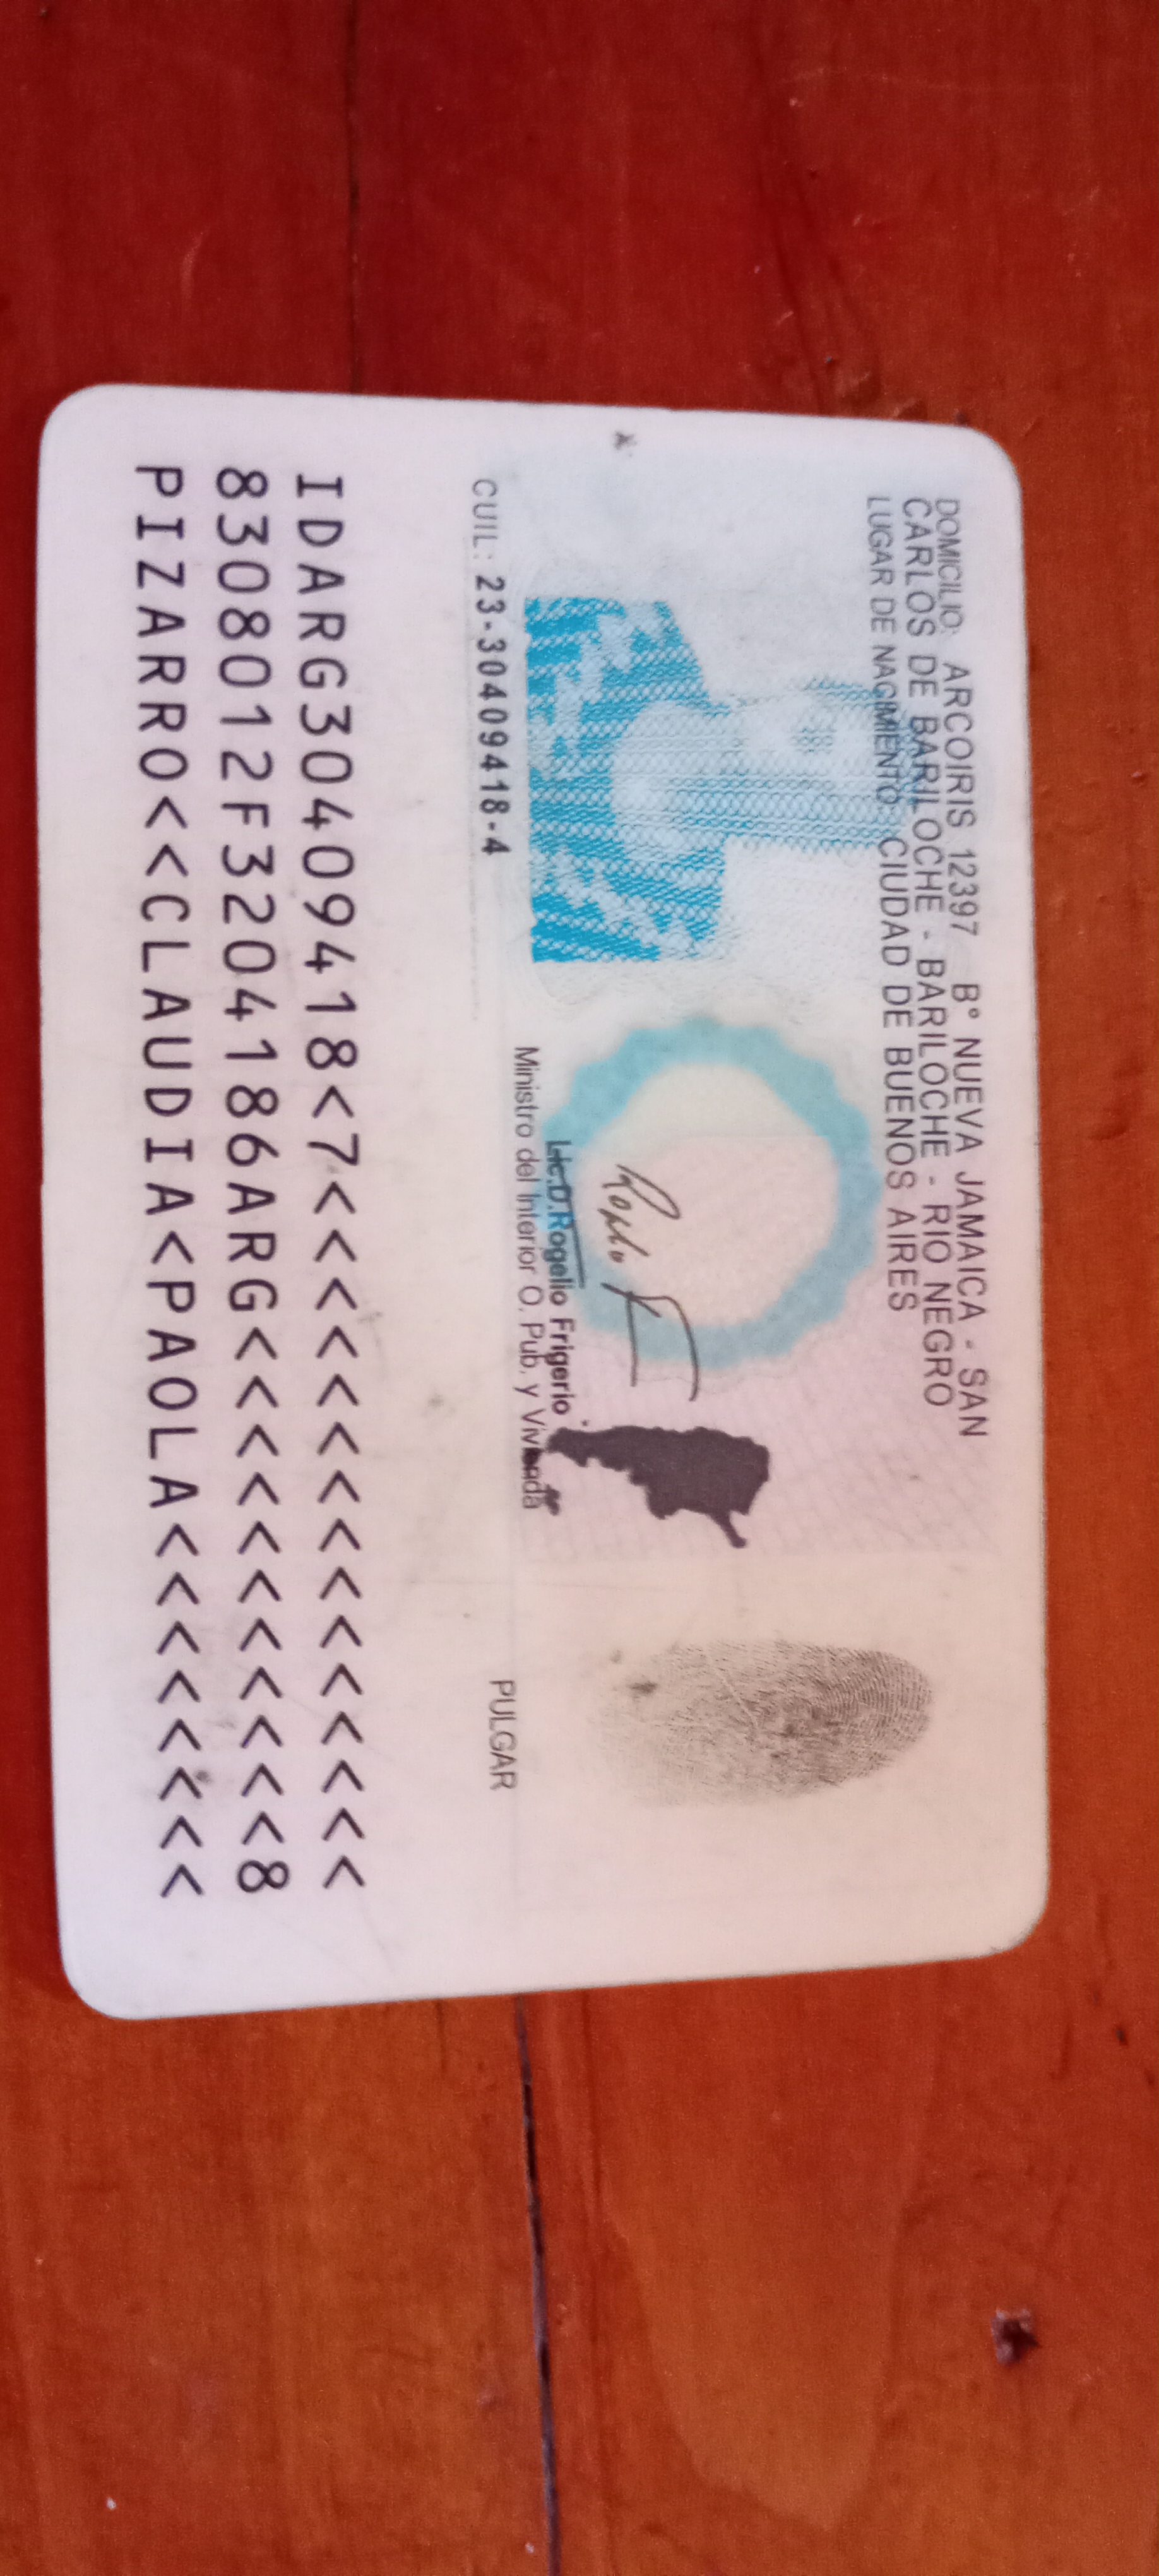 DOMICILIO: ARCOIRIS 12397 B° NUEVA JAMAICA - SAN
CARLOS DE BARILOCHE - BARILOCHE - RIO NEGRO
LUGAR DE NACIMIENTO: CIUDAD DE BUENOS AIRES
Lic.D.Rogelio Frigerio
Ministro del Interior O. Pub. y Vivienda
CUIL: 23-30409418-4
PULGAR
IDARG30409418<7<<<<<<<<<<<<<<<
8308012F3204186ARG<<<<<<<<<<<8
PIZARRO<<CLAUDIA<PAOLA<<<<<<<<